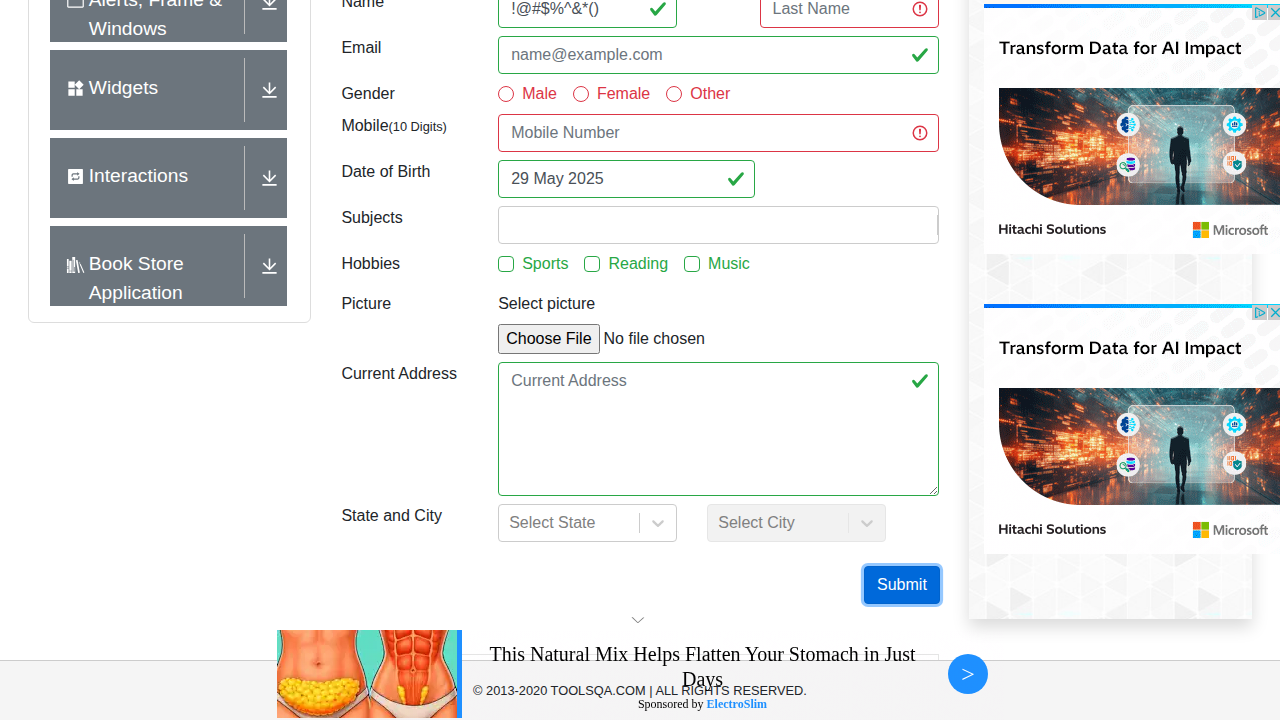 Alerts, Frame &
Windows
Widgets
Interactions
Book Store
Application
Name
!@#$%^&*()
Last Name
Email
name@example.com
Gender
Male
Female
Other
Mobile(10 Digits)
Mobile Number
Date of Birth
29 May 2025
Subjects
Hobbies
Sports
Reading
Music
Picture
Select picture
Choose File No file chosen
Current Address
Current Address
State and City
Select State
Select City
Submit
Transform Data for AI Impact
Hitachi Solutions
Microsoft
Transform Data for AI Impact
Hitachi Solutions
Microsoft
This Natural Mix Helps Flatten Your Stomach in Just
Days
© 2013-2020 TOOLSQA.COM | ALL RIGHTS RESERVED.
Sponsored by ElectroSlim
>